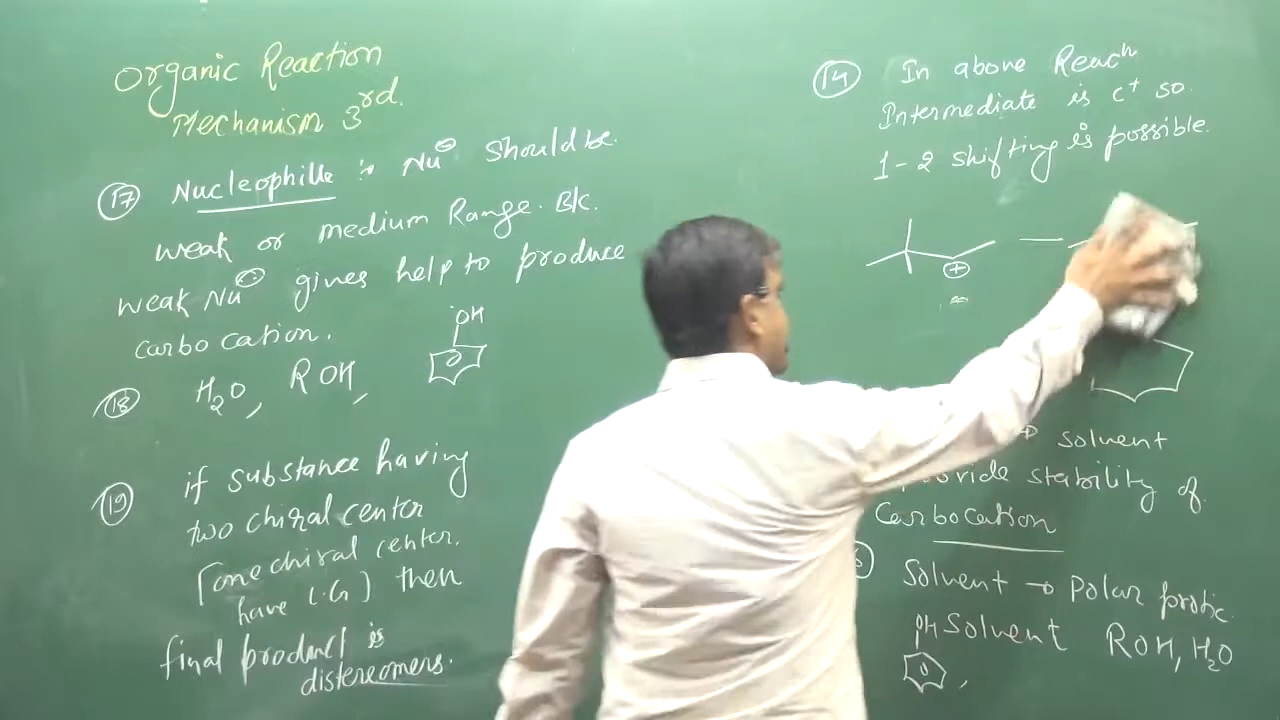 Organic Reaction
Mechanism 3rd.
(17) Nucleophille :- Nu⊖ should be.
weak or medium Range. B/c.
weak Nu⊖ gives help to produce
carbocation.
(18) H2O, ROH,
OH
(19) if substance having
two chiral center
[one chiral center.
have L.G) then
final product is
distereomers.
(14) In above Reacn
Intermediate is C+ so.
1-2 shifting is possible.
⊕
solvent
provide stability of.
Carbocation
Solvent → Polar protic.
Solvent ROH, H2O
OH
,